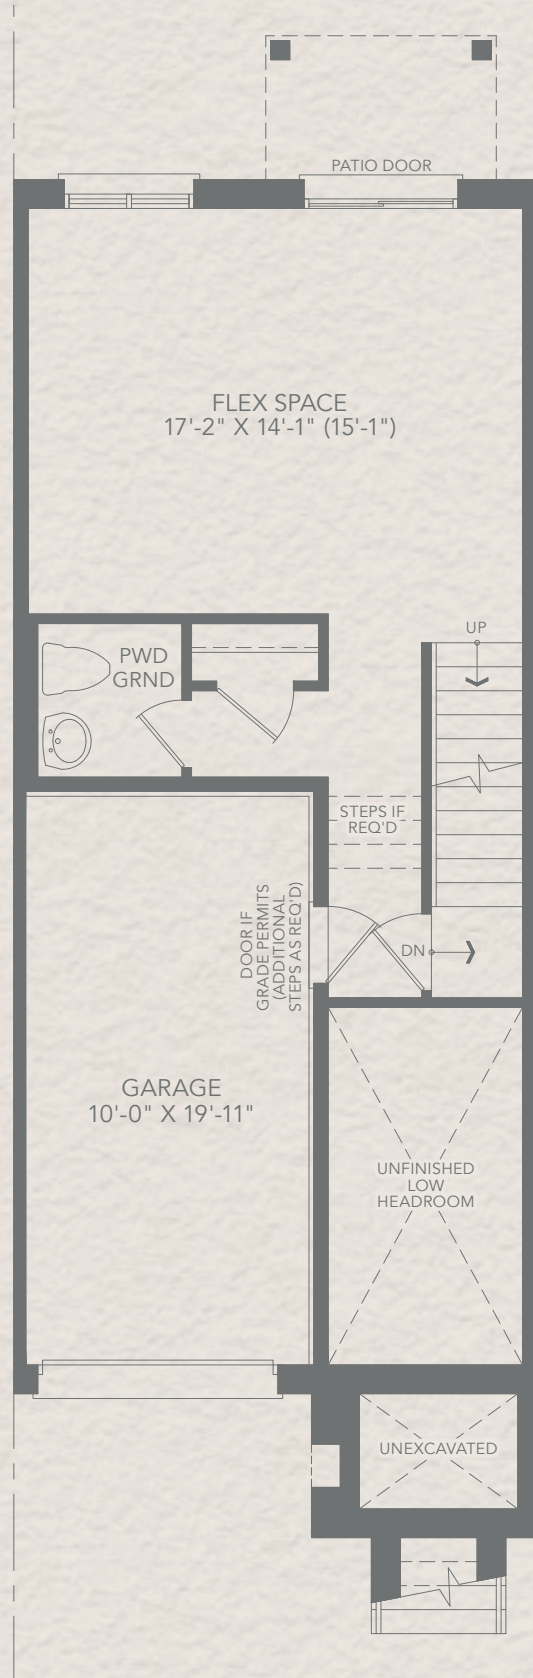 PATIO DOOR
FLEX SPACE
17'-2" X 14'-1" (15'-1")
UP
PWD
GRND
STEPS IF
REQ'D
DOOR IF
GRADE PERMITS
(ADDITIONAL
STEPS AS REQ'D)
DN
GARAGE
10'-0" X 19'-11"
UNFINISHED
LOW
HEADROOM
UNEXCAVATED